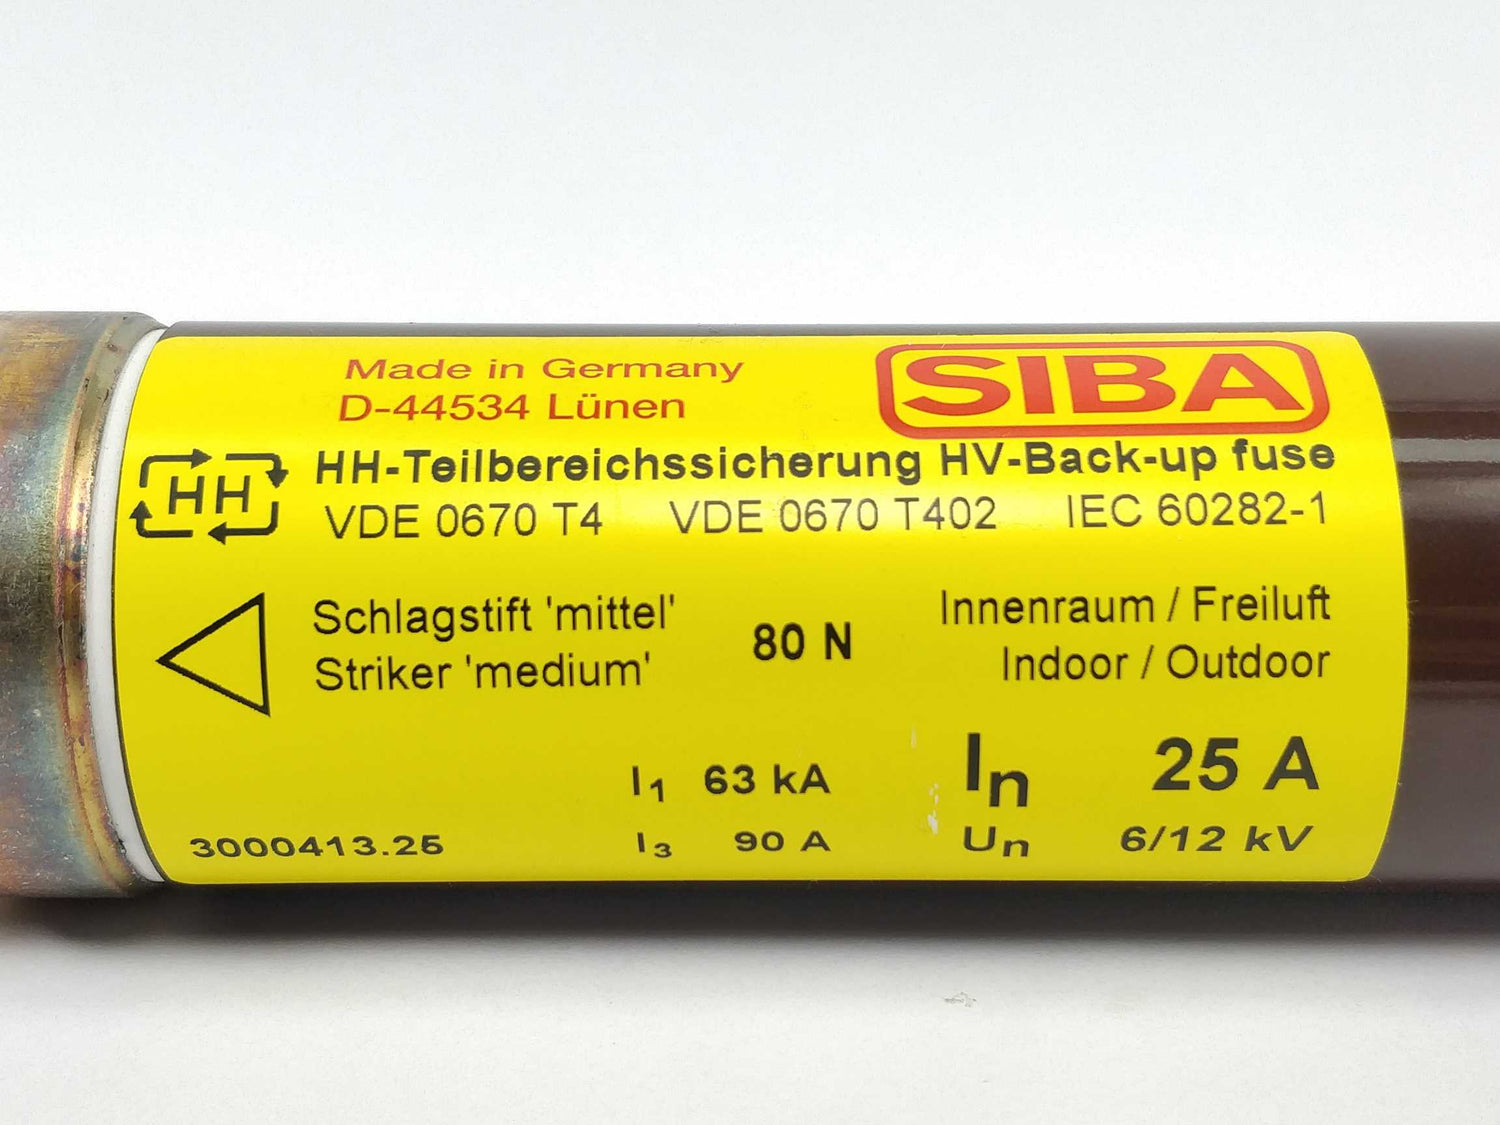 Made in Germany
D-44534 Lünen
SIBA
HH
HH-Teilbereichssicherung HV-Back-up fuse
VDE 0670 T4 VDE 0670 T402 IEC 60282-1
Schlagstift 'mittel'
Striker 'medium'
80 N
Innenraum / Freiluft
Indoor / Outdoor
I₁ 63 kA
Iₙ 25 A
3000413.25
I₃ 90 A
Uₙ 6/12 kV